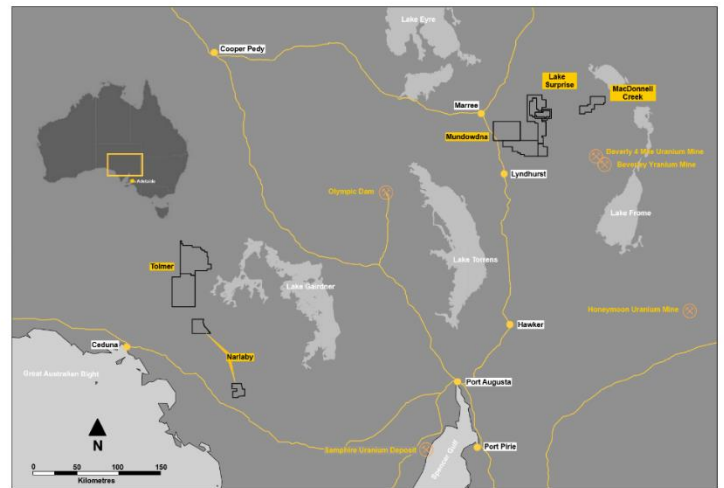 Lake Eyre
Cooper Pedy
Lake
Surprise
MacDonnell
Creek
Marree
Mundowdna
Beverly 4 Mile Uranium Mine
Beverley Yranium Mine
Lyndhurst
Olympic Dam
Adelaide
Lake Frome
Tolmer
Lake Torrens
Lake Gairdner
Honeymoon Uranium Mine
Hawker
Ceduna
Narlaby
Great Australian Bight
Port Augusta
N
Samphire Uranium Deposit
Spencer Gulf
Port Pirie
0 50 100 150
Kilometres